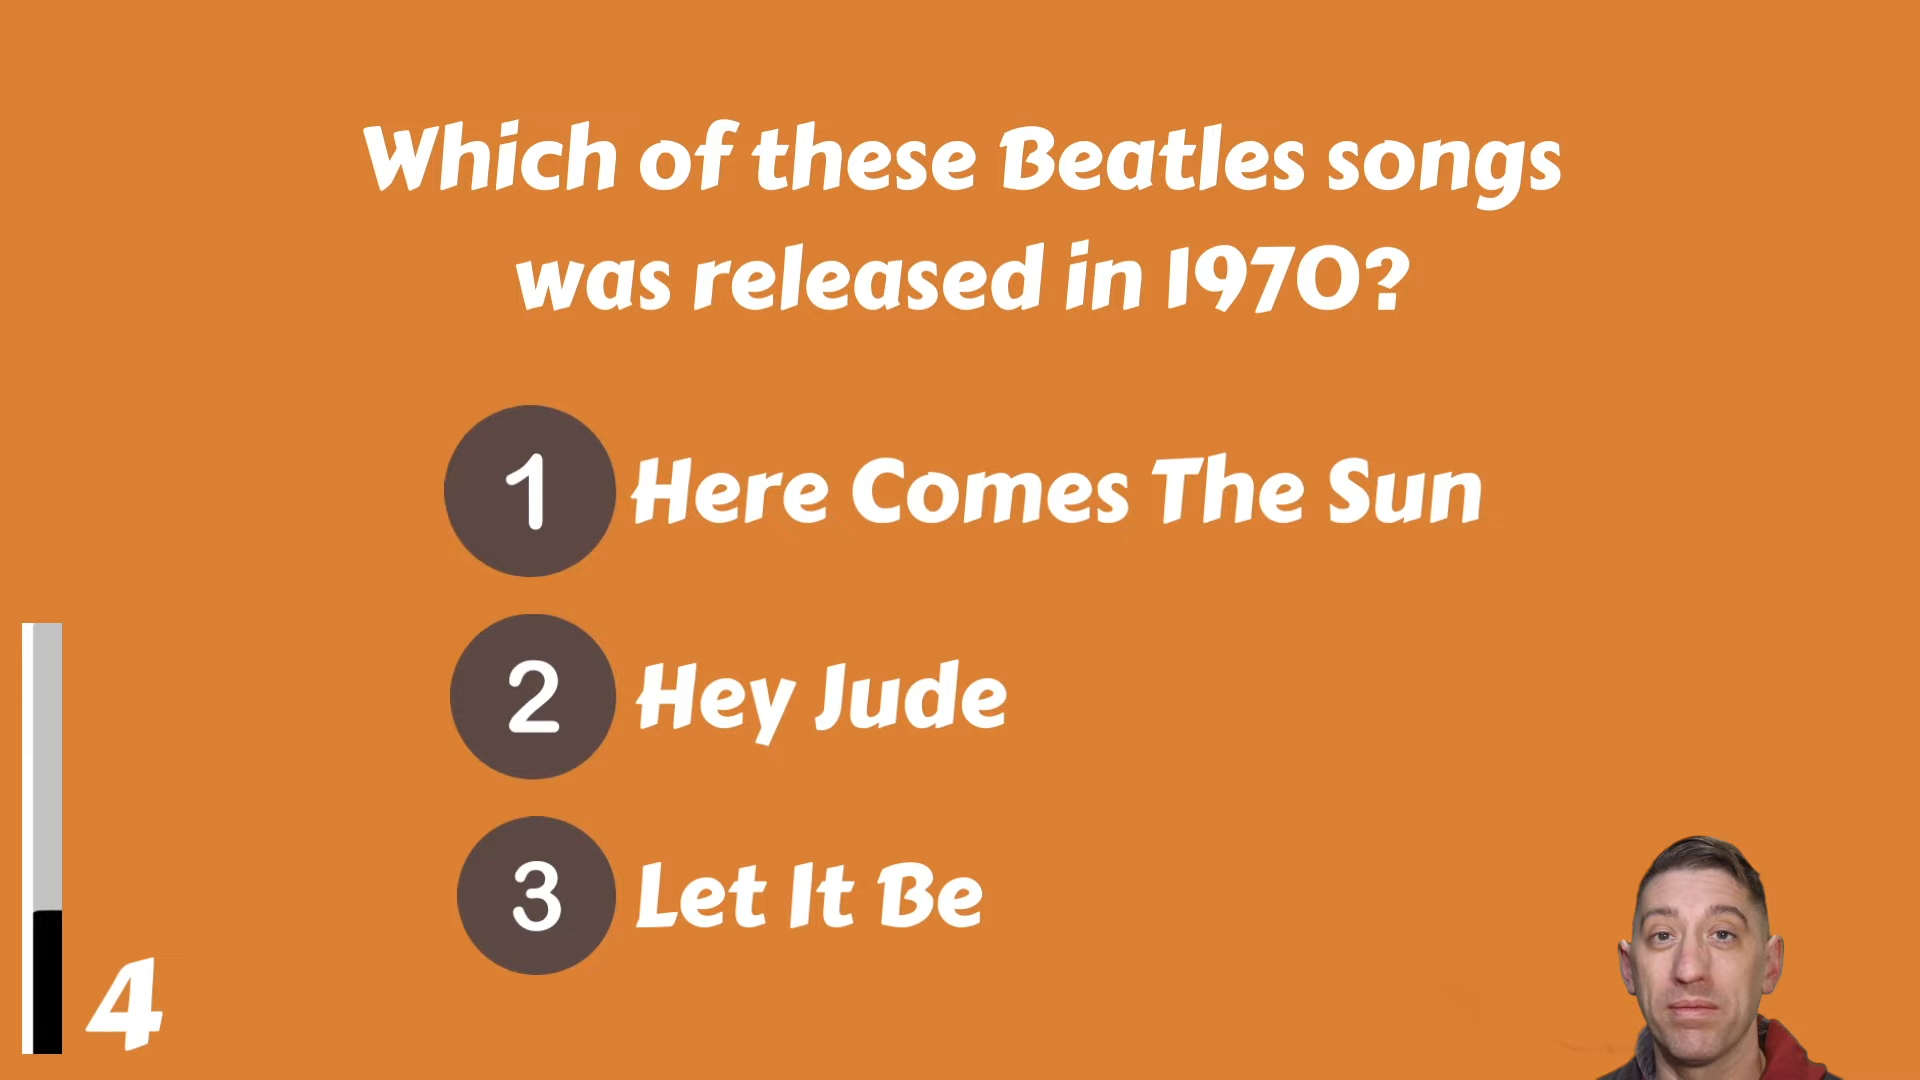 Which of these Beatles songs
was released in 1970?
1 Here Comes The Sun
2 Hey Jude
3 Let It Be
4